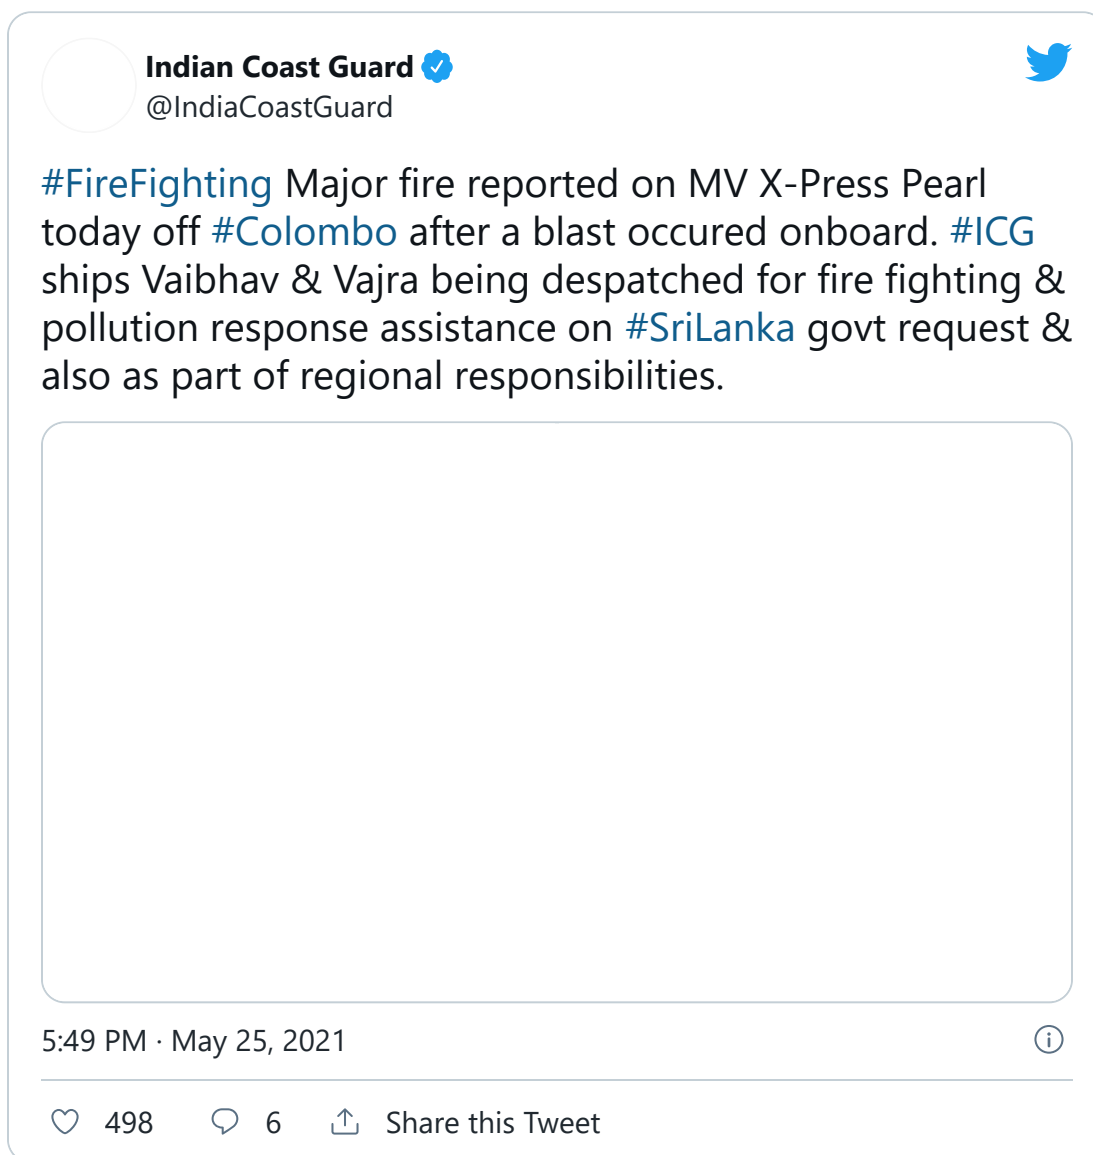 Indian Coast Guard
@IndiaCoastGuard
#FireFighting Major fire reported on MV X-Press Pearl
today off #Colombo after a blast occured onboard. #ICG
ships Vaibhav & Vajra being despatched for fire fighting &
pollution response assistance on #SriLanka govt request &
also as part of regional responsibilities.
5:49 PM · May 25, 2021
498 6 Share this Tweet